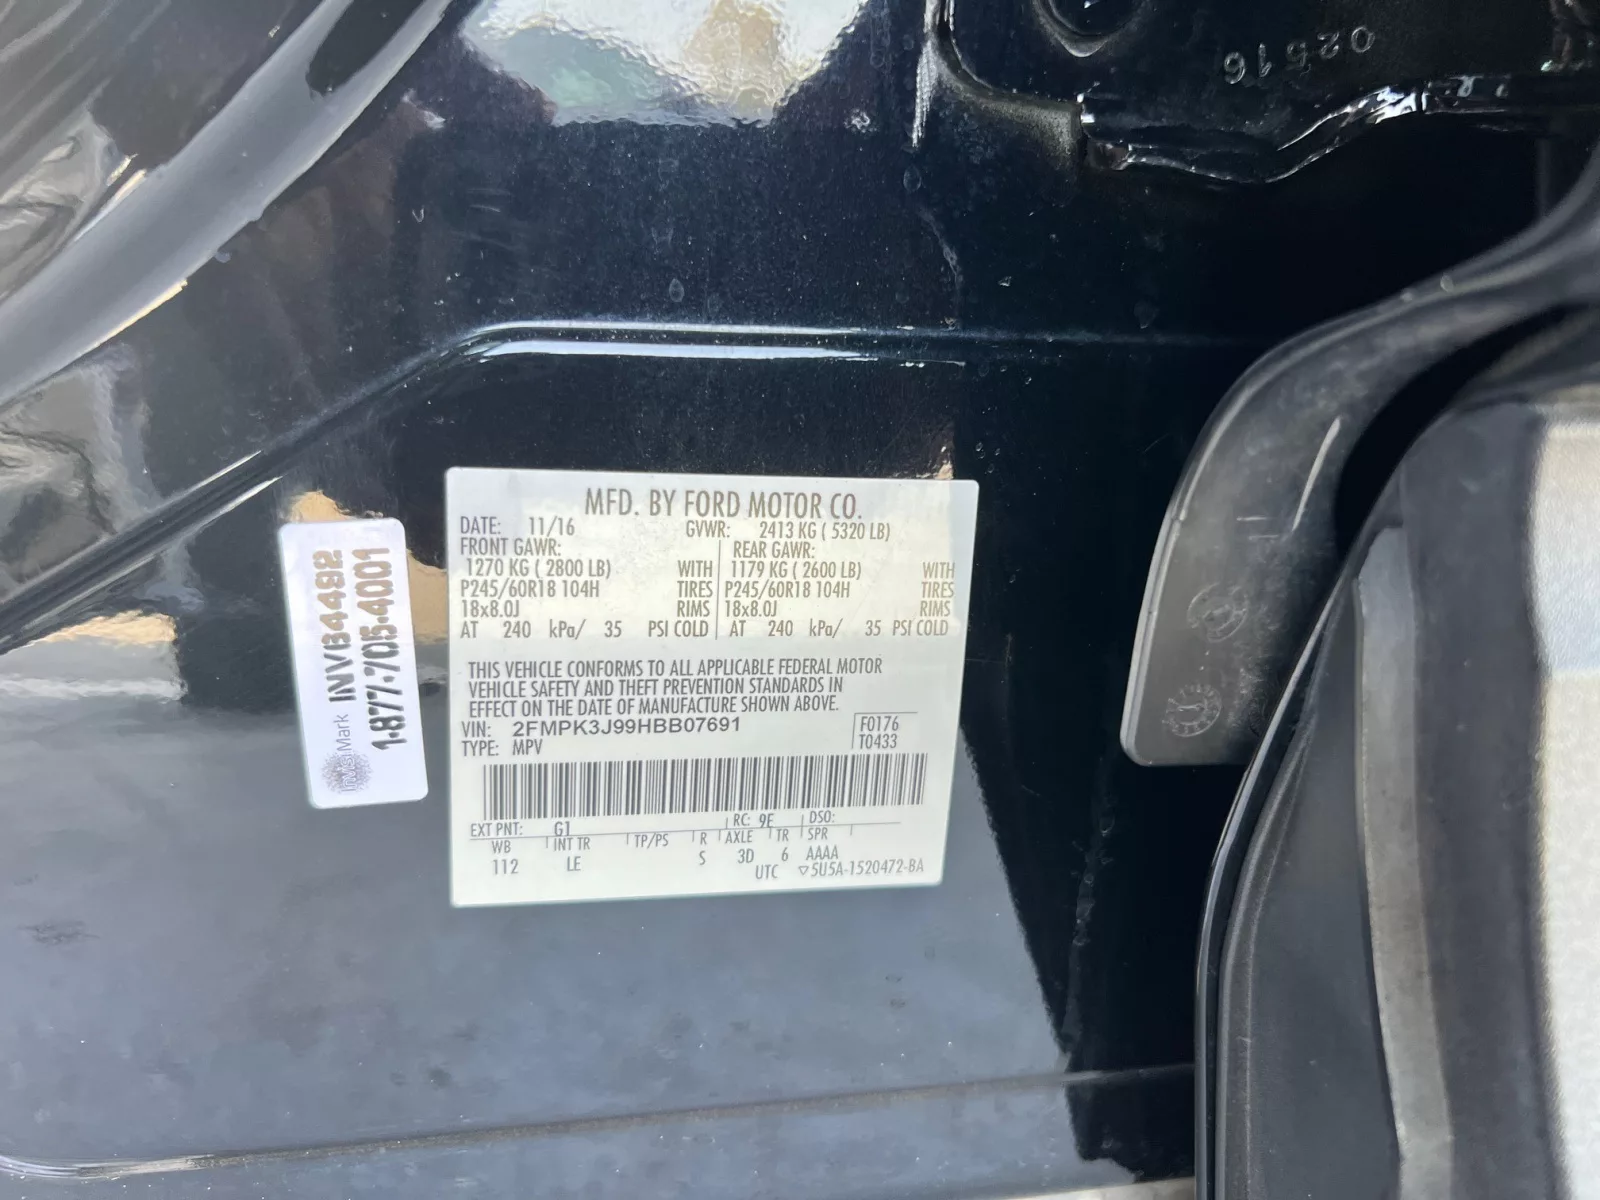 02516
MFD. BY FORD MOTOR CO.
DATE: 11/16 GVWR: 2413 KG ( 5320 LB)
FRONT GAWR: REAR GAWR:
1270 KG ( 2800 LB) WITH 1179 KG ( 2600 LB) WITH
P245/60R18 104H TIRES P245/60R18 104H TIRES
18x8.0J RIMS 18x8.0J RIMS
AT 240 kPa/ 35 PSI COLD AT 240 kPa/ 35 PSI COLD
THIS VEHICLE CONFORMS TO ALL APPLICABLE FEDERAL MOTOR
VEHICLE SAFETY AND THEFT PREVENTION STANDARDS IN
EFFECT ON THE DATE OF MANUFACTURE SHOWN ABOVE.
VIN: 2FMPK3J99HBB07691 F0176
TYPE: MPV T0433
EXT PNT: G1 RC: 9E DSO:
WB INT TR TP/PS R AXLE TR SPR
112 LE S 3D 6 AAAA
UTC ▽5U5A-1520472-BA
INV64492
1-877-705-4001
Mark